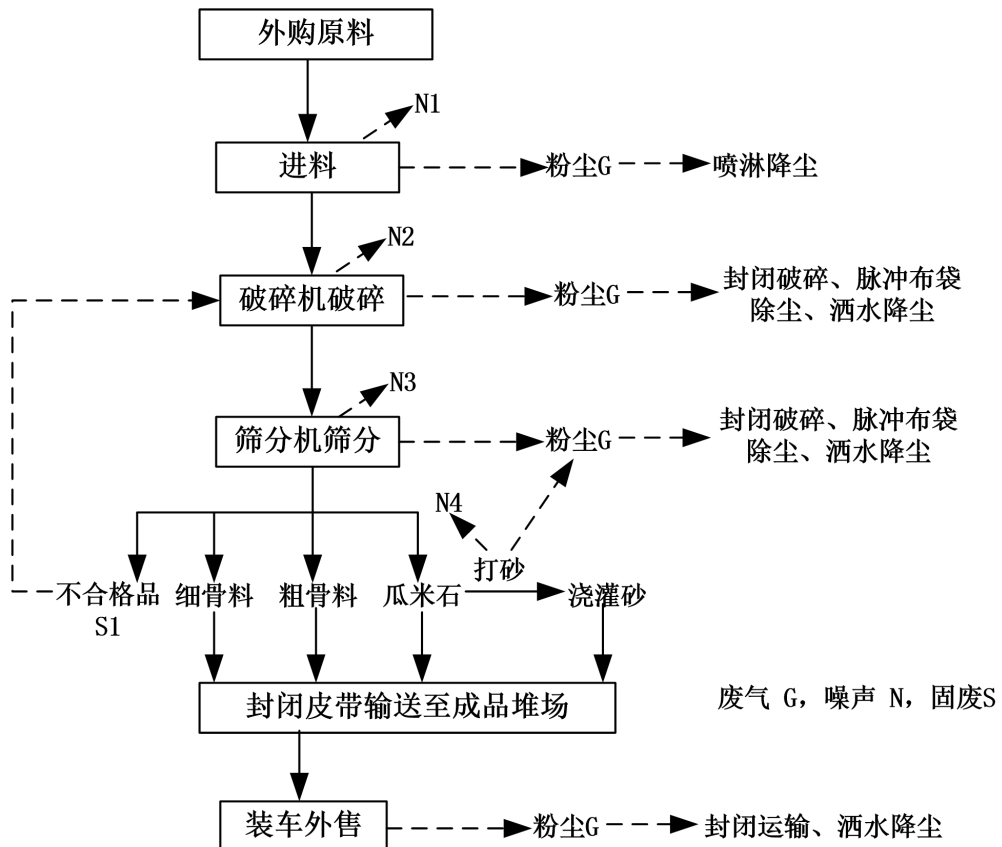 外购原料
N1
进料
粉尘G
喷淋降尘
N2
破碎机破碎
粉尘G
封闭破碎、脉冲布袋
除尘、洒水降尘
N3
筛分机筛分
粉尘G
封闭破碎、脉冲布袋
除尘、洒水降尘
N4
打砂
不合格品
S1
细骨料
粗骨料
瓜米石
浇灌砂
封闭皮带输送至成品堆场
废气 G，噪声 N，固废S
装车外售
粉尘G
封闭运输、洒水降尘